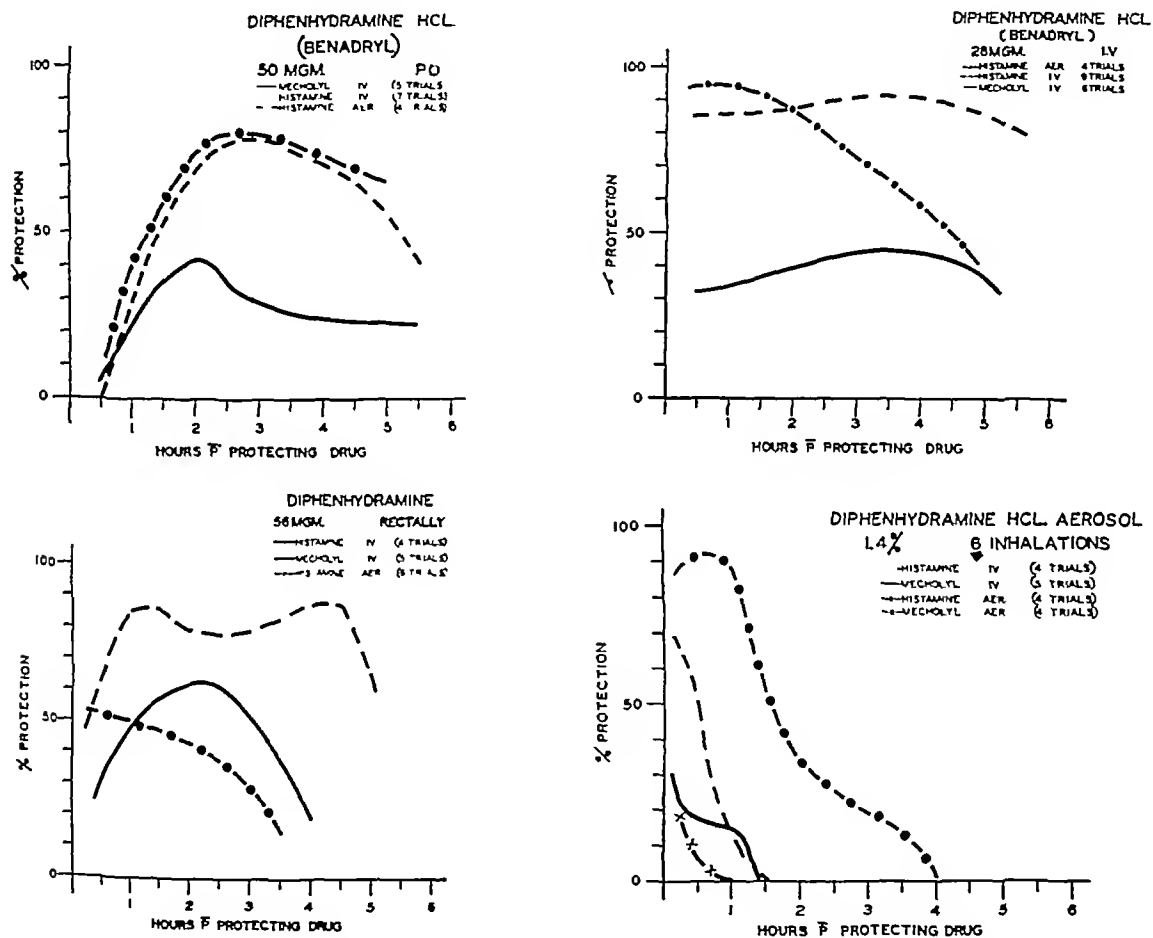 DIPHENHYDRAMINE HCL.
(BENADRYL)
50 MGM. P.O
MECHOLYL IV (5 TRIALS
HISTAMINE IV (7 TRIALS)
HISTAMINE AER
100
50
0
% PROTECTION
1 2 3 4 5 6
HOURS P̄ PROTECTING DRUG
DIPHENHYDRAMINE HCL
(BENADRYL)
28MGM. I.V
HISTAMINE AER 4 TRIALS
HISTAMINE I V 9 TRIALS
MECHOLYL I V 6 TRIALS
100
50
0
PROTECTION
1 2 3 4 5 6
HOURS P̄ PROTECTING DRUG
DIPHENHYDRAMINE
56 MGM. RECTALLY
HISTAMINE IV (4 TRIALS)
MECHOLYL IV (5 TRIALS)
AER
100
50
0
% PROTECTION
1 2 3 4 5 6
HOURS P̄ PROTECTING DRUG
DIPHENHYDRAMINE HCL. AEROSOL
1.4% 6 INHALATIONS
HISTAMINE IV (4 TRIALS)
MECHOLYL IV (5 TRIALS)
HISTAMINE AER (4 TRIALS)
MECHOLYL AER (4 TRIALS)
100
50
0
% PROTECTION
1 2 3 4 5 6
HOURS P̄ PROTECTING DRUG